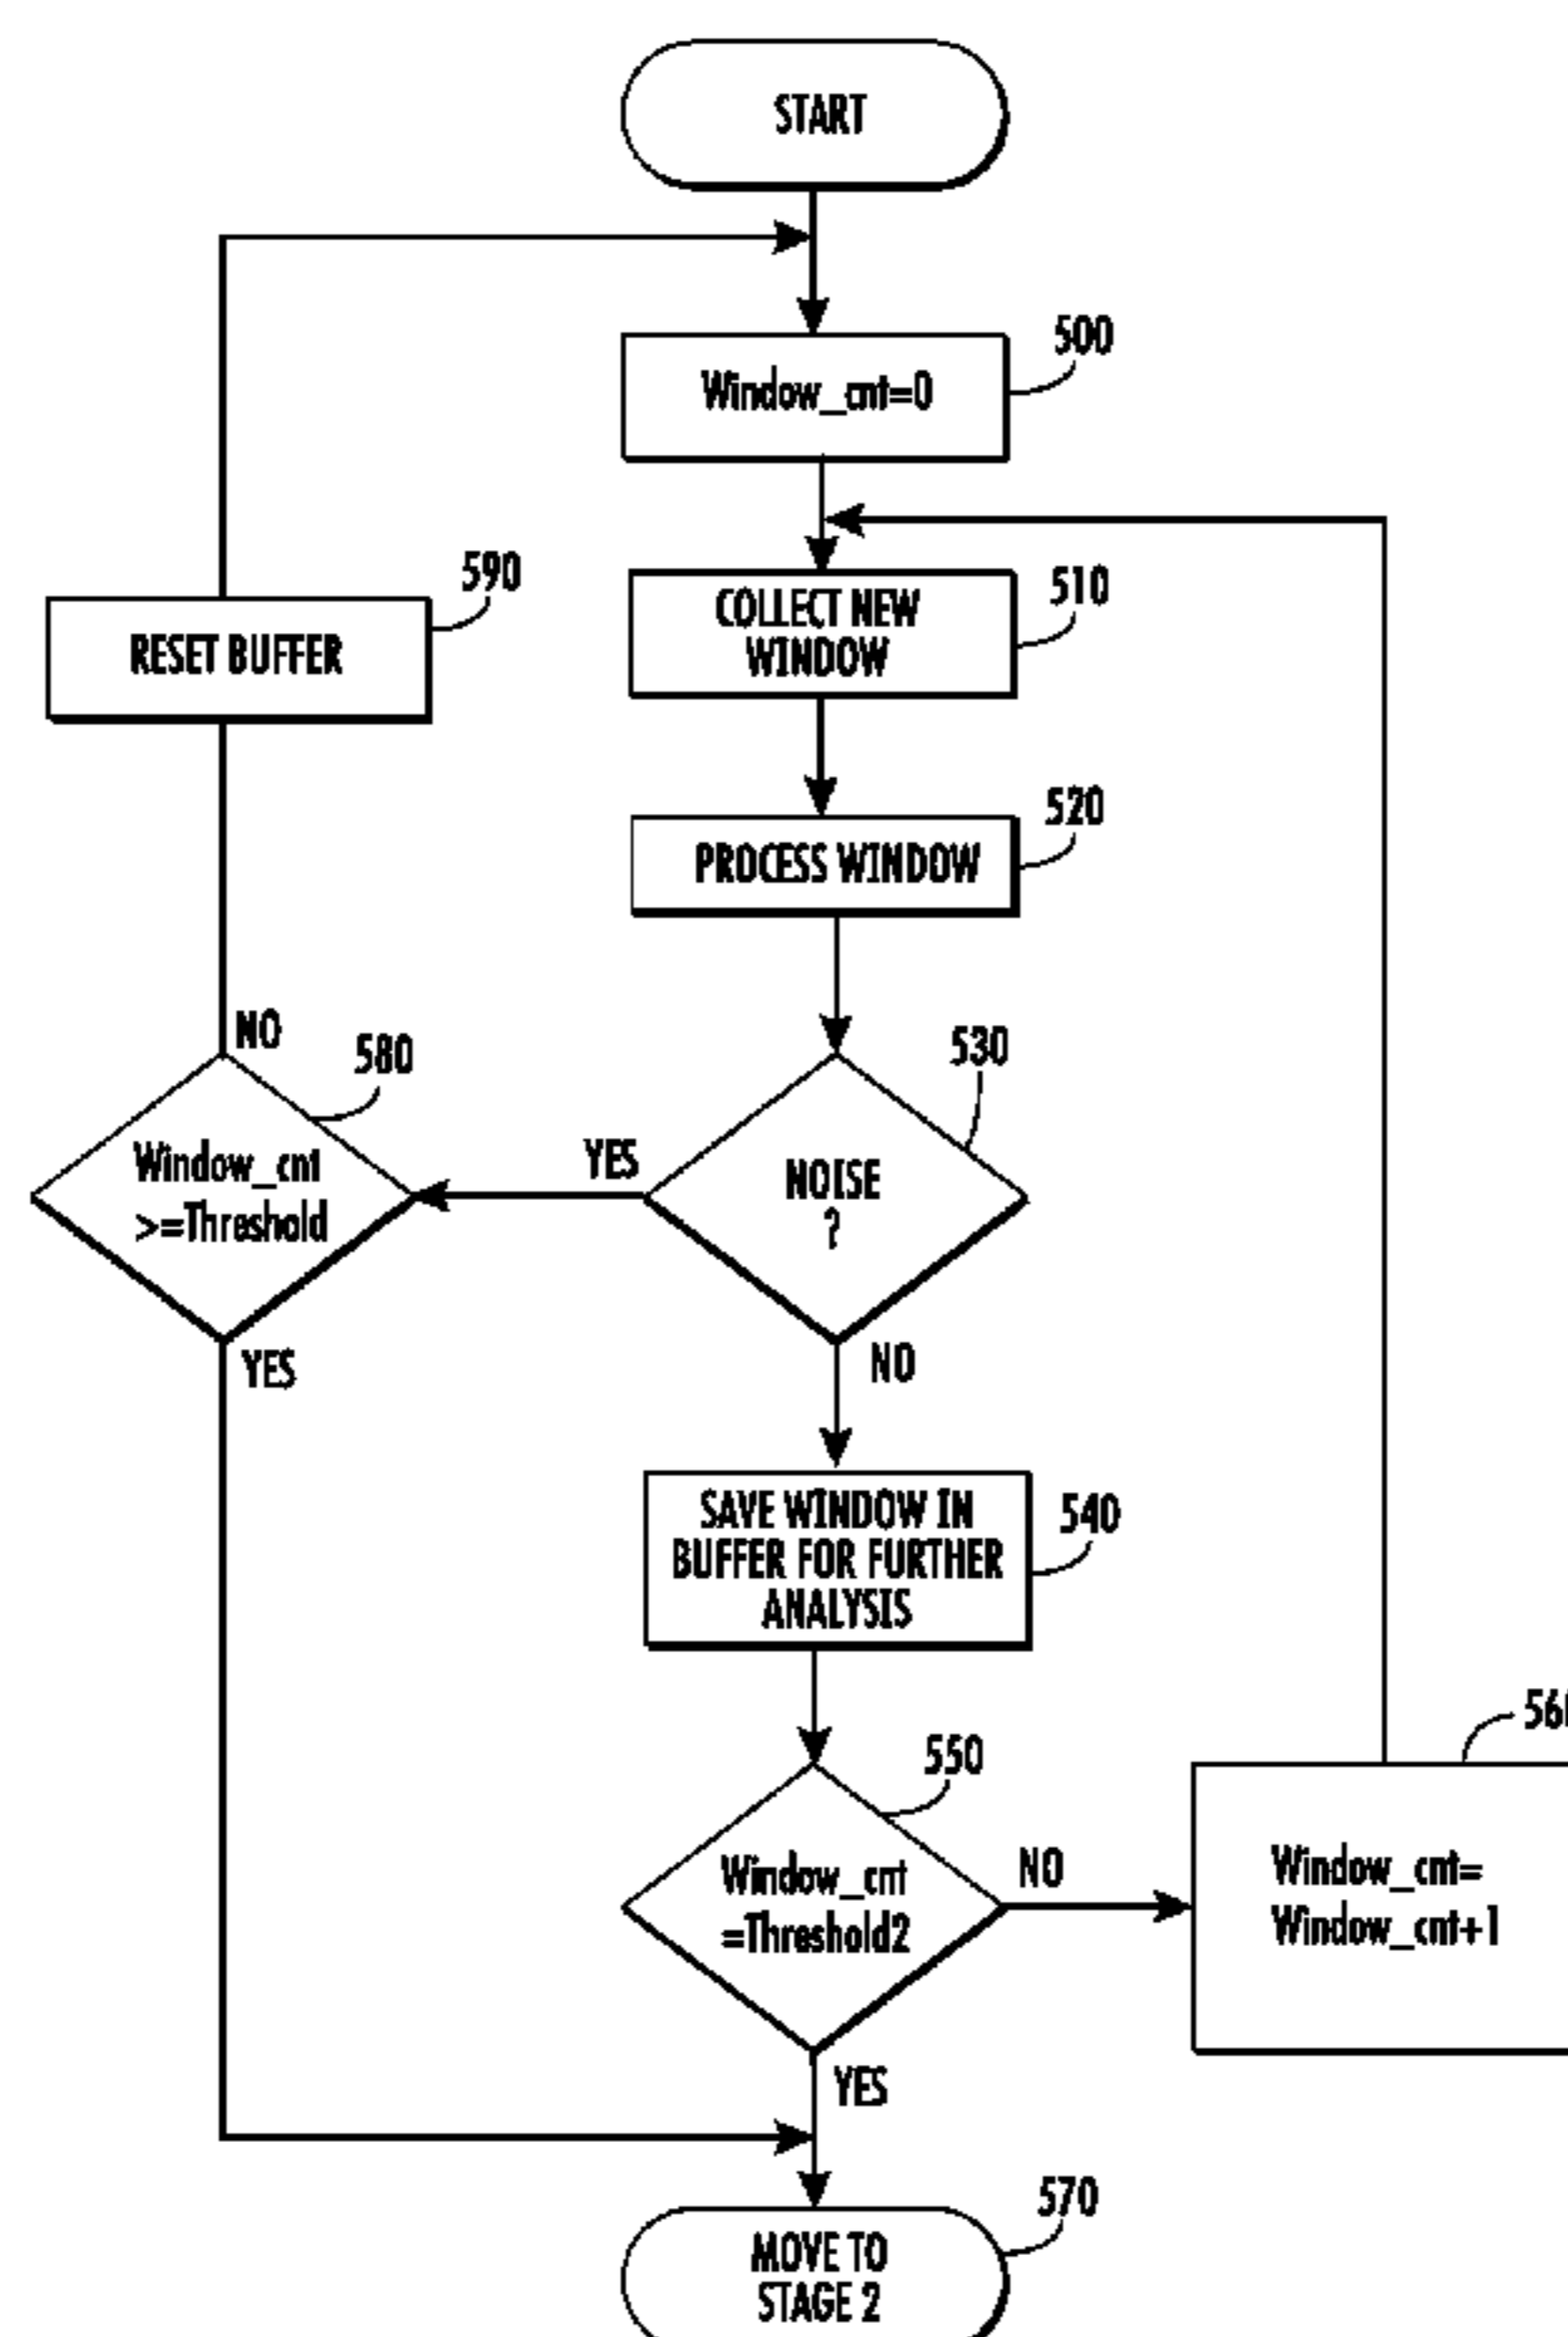 START
500
Window_cnt=0
590
510
COLLECT NEW
WINDOW
RESET BUFFER
520
PROCESS WINDOW
NO
580
530
Window_cnt
>=Threshold
YES
NOISE
?
YES
NO
SAVE WINDOW IN
BUFFER FOR FURTHER
ANALYSIS
540
550
Window_cnt
=Threshold2
NO
Window_cnt=
Window_cnt+1
YES
570
MOVE TO
STAGE 2